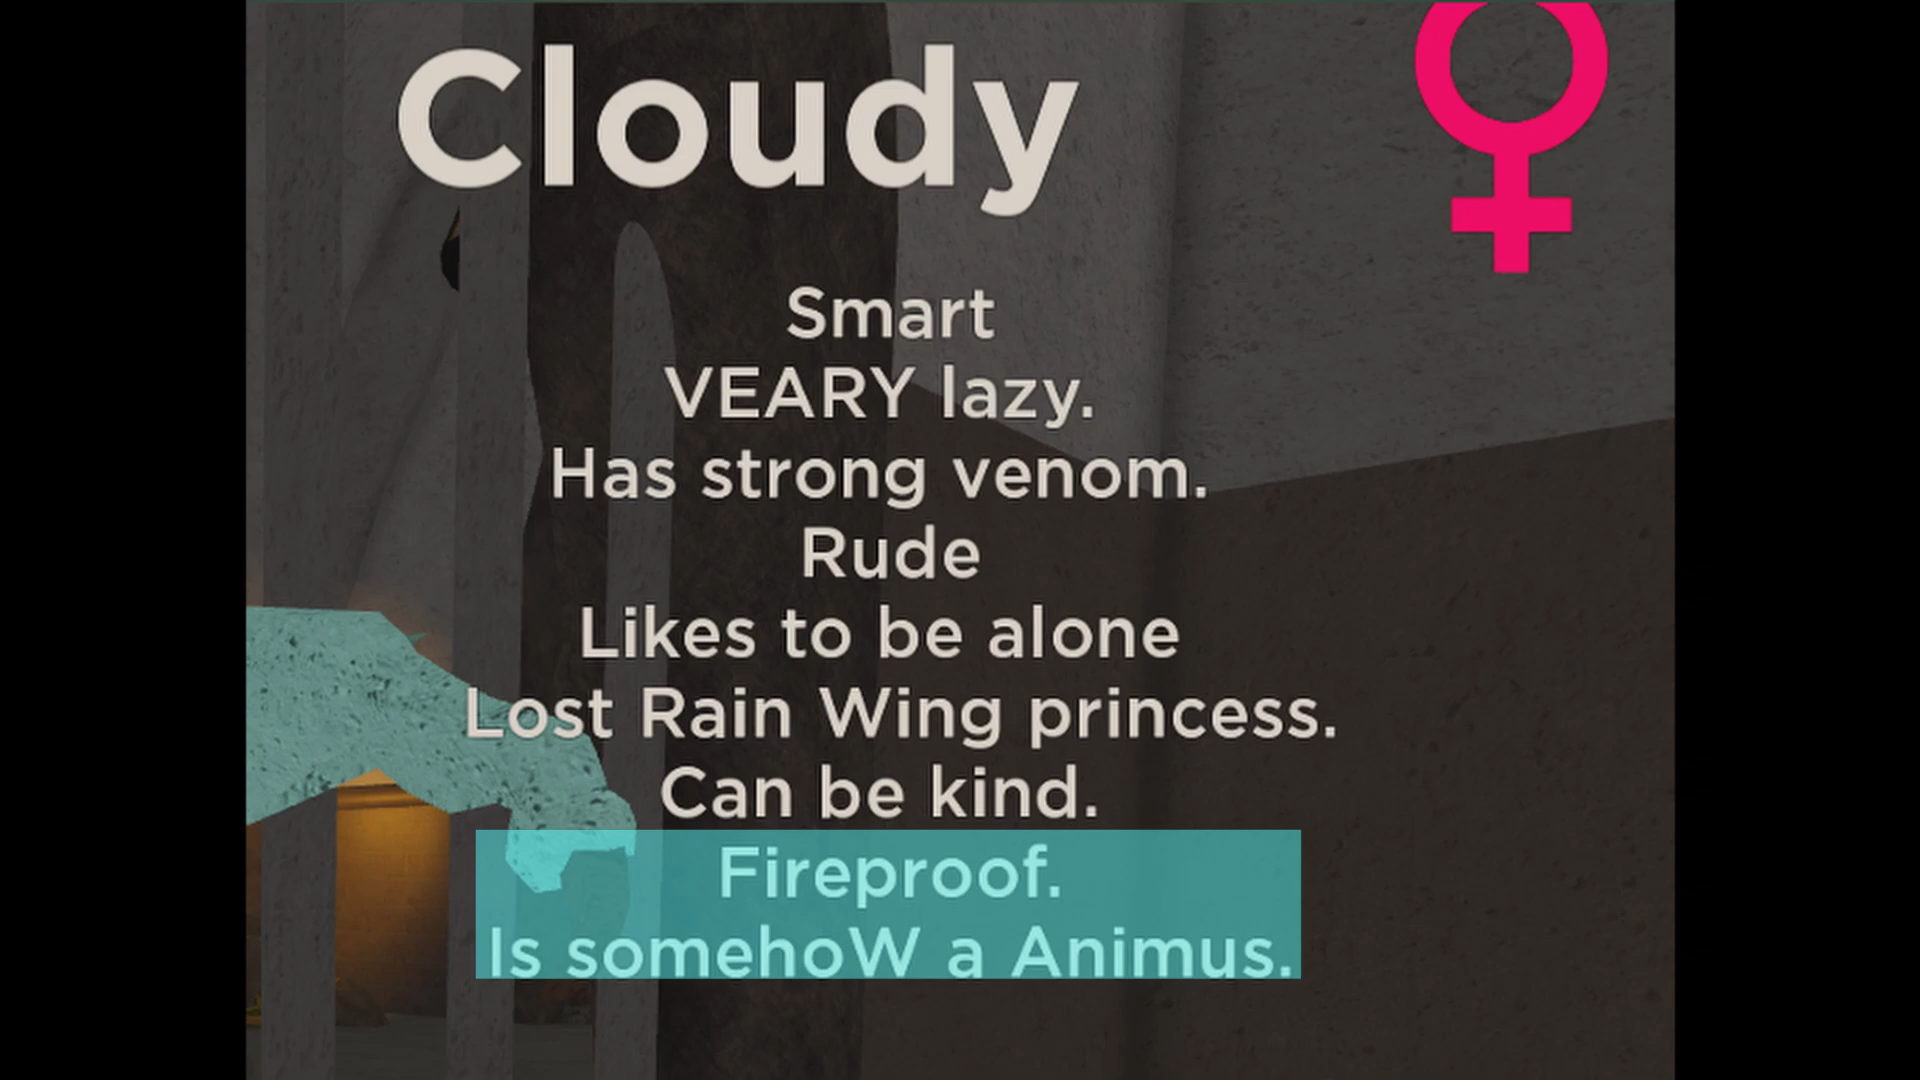 Cloudy
Smart
VEARY lazy.
Has strong venom.
Rude
Likes to be alone
Lost Rain Wing princess.
Can be kind.
Fireproof.
Is somehoW a Animus.